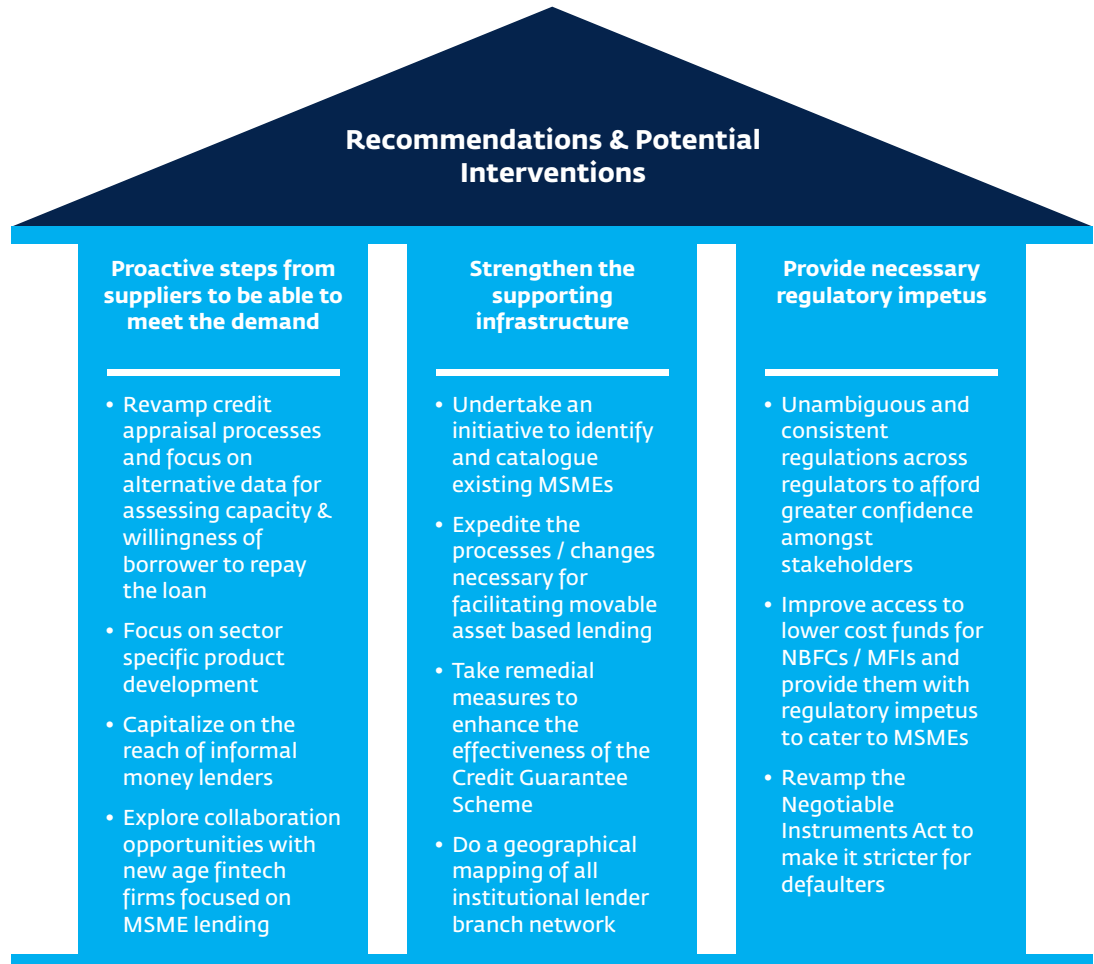 Recommendations & Potential
Interventions
Proactive steps from
suppliers to be able to
meet the demand
• Revamp credit
appraisal processes
and focus on
alternative data for
assessing capacity &
willingness of
borrower to repay
the loan
• Focus on sector
specific product
development
• Capitalize on the
reach of informal
money lenders
• Explore collaboration
opportunities with
new age fintech
firms focused on
MSME lending
Strengthen the
supporting
infrastructure
• Undertake an
initiative to identify
and catalogue
existing MSMEs
• Expedite the
processes / changes
necessary for
facilitating movable
asset based lending
• Take remedial
measures to
enhance the
effectiveness of the
Credit Guarantee
Scheme
• Do a geographical
mapping of all
institutional lender
branch network
Provide necessary
regulatory impetus
• Unambiguous and
consistent
regulations across
regulators to afford
greater confidence
amongst
stakeholders
• Improve access to
lower cost funds for
NBFCs / MFIs and
provide them with
regulatory impetus
to cater to MSMEs
• Revamp the
Negotiable
Instruments Act to
make it stricter for
defaulters